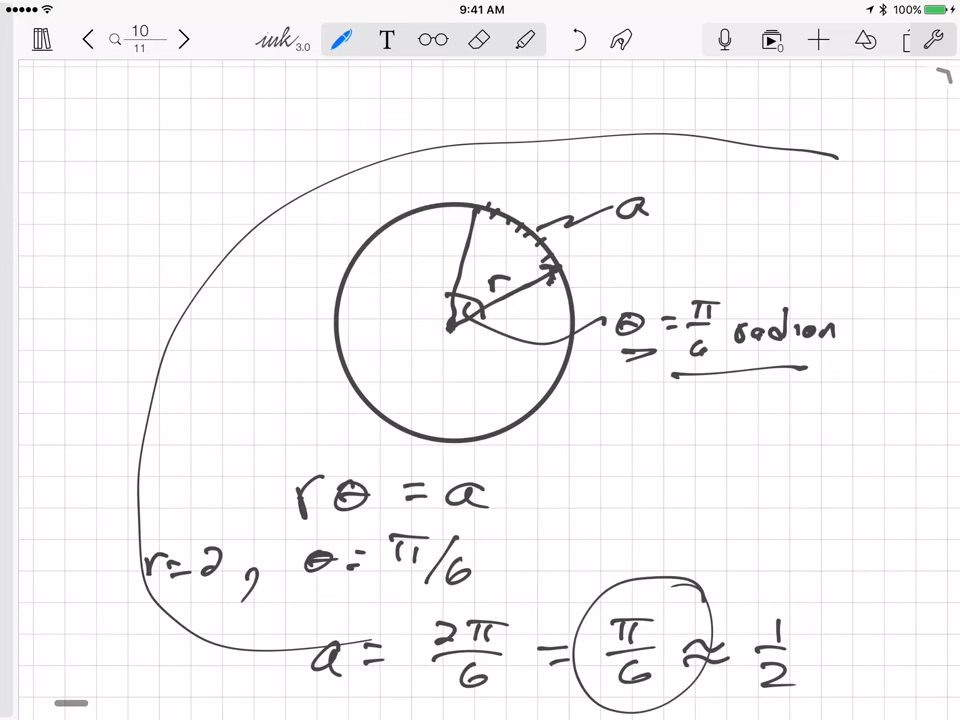 9:41 AM
100%
10
11
ink 3.0
T
0
a
r
θ = π/6 radian
rθ = a
r=2, θ= π/6
a = 2π/6 = π/6 ≈ 1/2